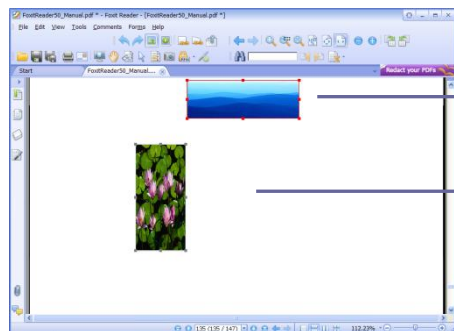 FoxitReader50_Manual.pdf * - Foxit Reader - [FoxitReader50_Manual.pdf *]
File Edit View Tools Comments Forms Help
Start FoxitReader50_Manual....
Redact your PDFs
135 (135 / 147)
112.23%